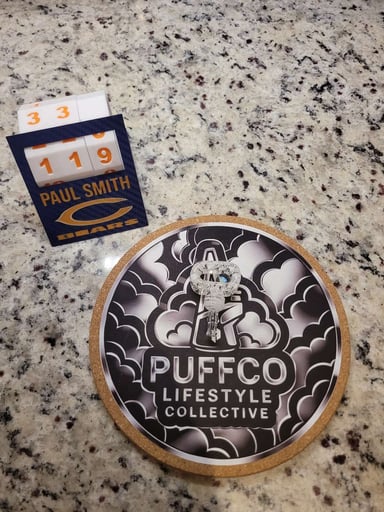 3 3
1 1 9
PAUL SMITH
BEARS
PUFFCO
LIFESTYLE
COLLECTIVE